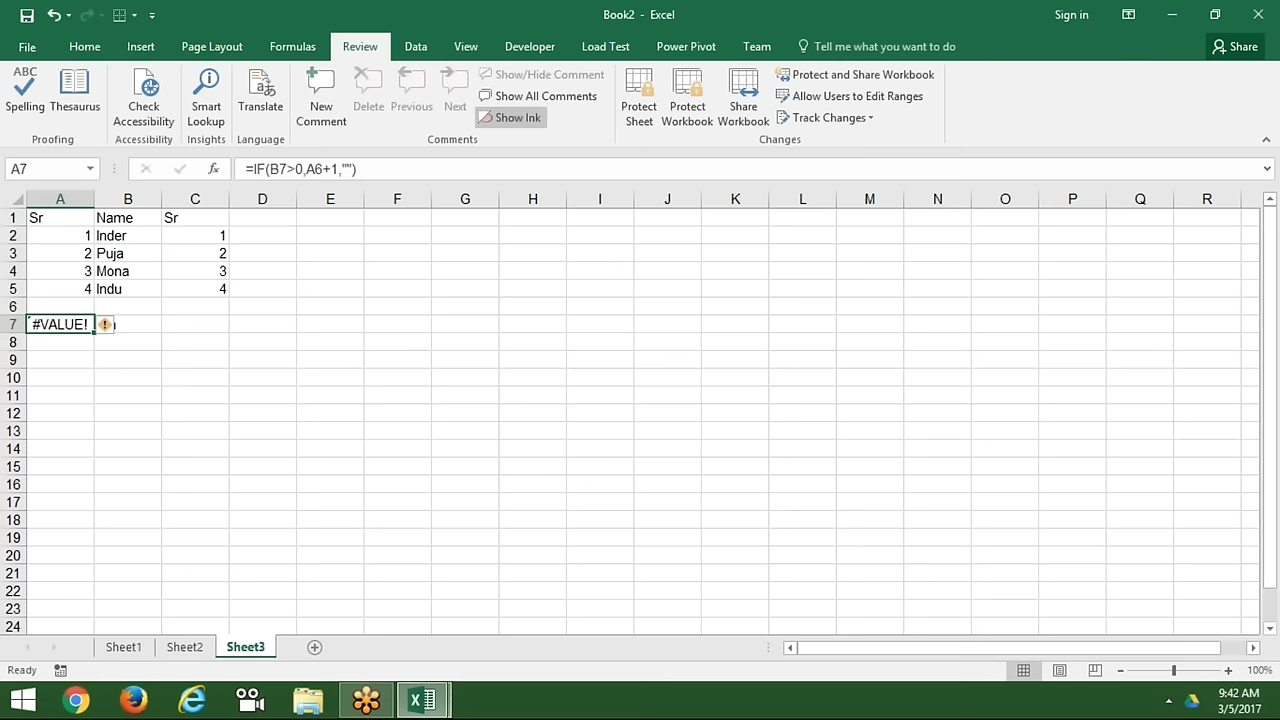 Book2 - Excel
Sign in
File Home Insert Page Layout Formulas Review Data View Developer Load Test Power Pivot Team Tell me what you want to do Share
ABC
Spelling Thesaurus
Proofing
Check Accessibility
Accessibility
Smart Lookup
Insights
Translate
Language
New Comment Delete Previous Next
Show/Hide Comment
Show All Comments
Show Ink
Comments
Protect Sheet Protect Workbook Share Workbook
Protect and Share Workbook
Allow Users to Edit Ranges
Track Changes
Changes
A7 fx =IF(B7>0,A6+1,"")
A B C D E F G H I J K L M N O P Q R
1 Sr Name Sr
2 1 Inder 1
3 2 Puja 2
4 3 Mona 3
5 4 Indu 4
6
7 #VALUE!
8
9
10
11
12
13
14
15
16
17
18
19
20
21
22
23
24
Sheet1 Sheet2 Sheet3
Ready 100%
9:42 AM
3/5/2017